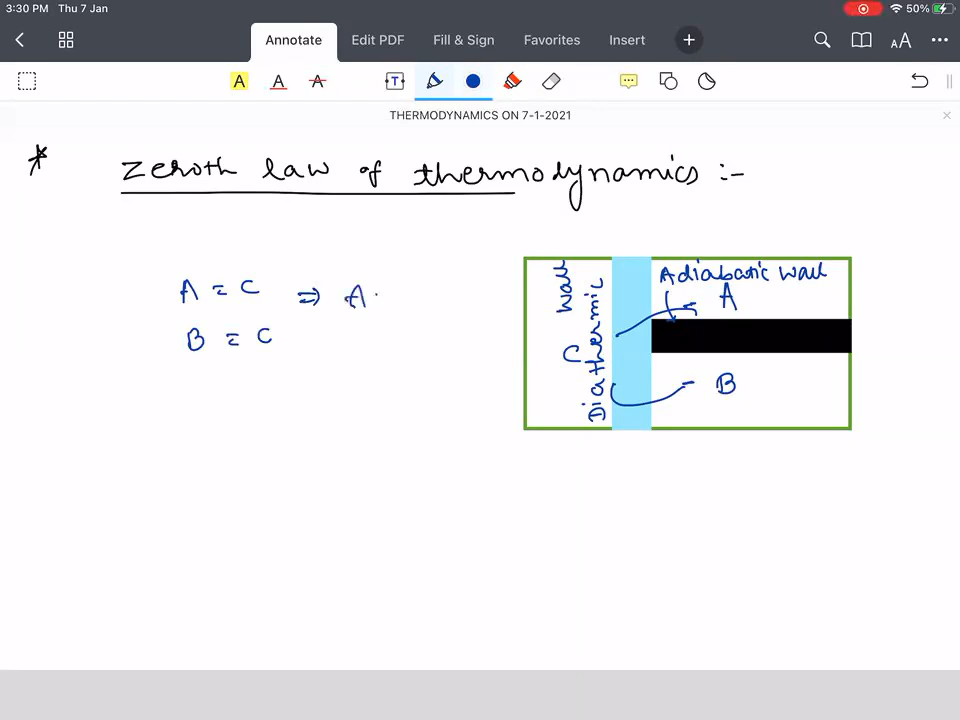 3:30 PM Thu 7 Jan
50%
Annotate Edit PDF Fill & Sign Favorites Insert
THERMODYNAMICS ON 7-1-2021
* Zeroth law of thermodynamics :-
A = C ⇒ A
B = C
Diathermic wall
C
Adiabatic wall
A
B